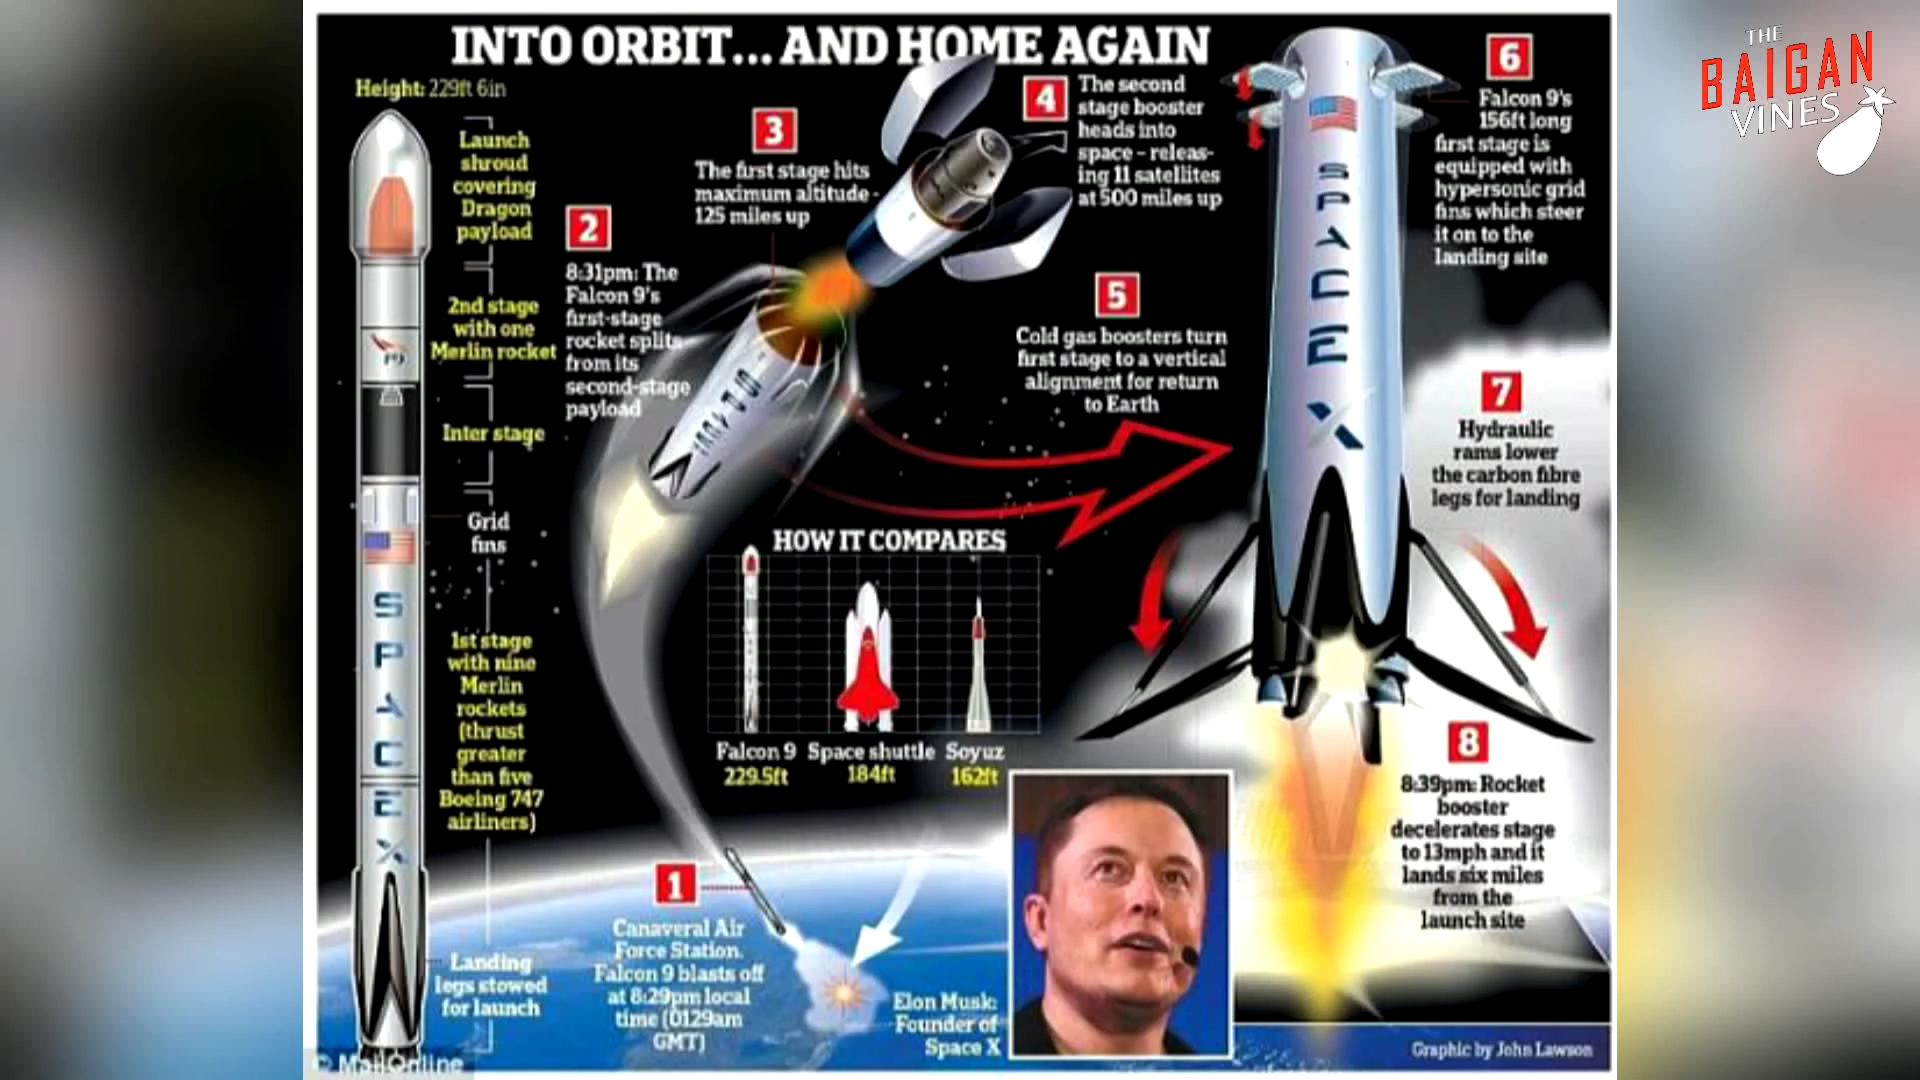 INTO ORBIT... AND HOME AGAIN
Height: 229ft 6in
Launch
shroud
covering
Dragon
payload
2nd stage
with one
Merlin rocket
F9
Inter stage
Grid
fins
1st stage
with nine
Merlin
rockets
(thrust
greater
than five
Boeing 747
airliners)
Landing
legs stowed
for launch
SPACE X
1
Canaveral Air
Force Station.
Falcon 9 blasts off
at 8:29pm local
time (0129am
GMT)
2
8:31pm: The
Falcon 9's
first-stage
rocket splits
from its
second-stage
payload
3
The first stage hits
maximum altitude -
125 miles up
4
The second
stage booster
heads into
space – releas-
ing 11 satellites
at 500 miles up
5
Cold gas boosters turn
first stage to a vertical
alignment for return
to Earth
6
Falcon 9's
156ft long
first stage is
equipped with
hypersonic grid
fins which steer
it on to the
landing site
SPACE X
7
Hydraulic
rams lower
the carbon fibre
legs for landing
8
8:39pm: Rocket
booster
decelerates stage
to 13mph and it
lands six miles
from the
launch site
HOW IT COMPARES
Falcon 9 Space shuttle Soyuz
229.5ft 184ft 162ft
Elon Musk:
Founder of
Space X
Graphic by John Lawson
© MailOnline
THE
BAIGAN
VINES